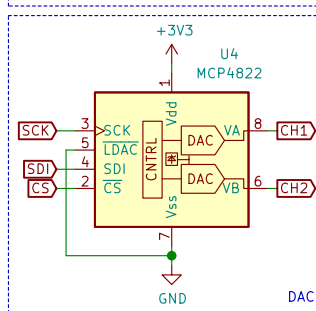 +3V3
U4
MCP4822
1
Vdd
SCK 3 SCK
5 LDAC
SDI 4 SDI
CS 2 CS
CNTRL
DAC
DAC
VA 8 CH1
VB 6 CH2
Vss
7
GND
DAC